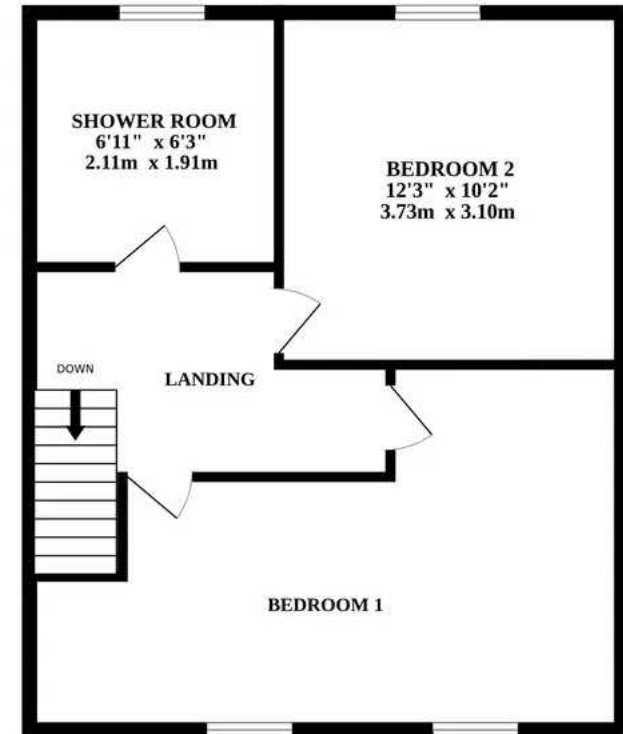 SHOWER ROOM
6'11" x 6'3"
2.11m x 1.91m
BEDROOM 2
12'3" x 10'2"
3.73m x 3.10m
DOWN
LANDING
BEDROOM 1